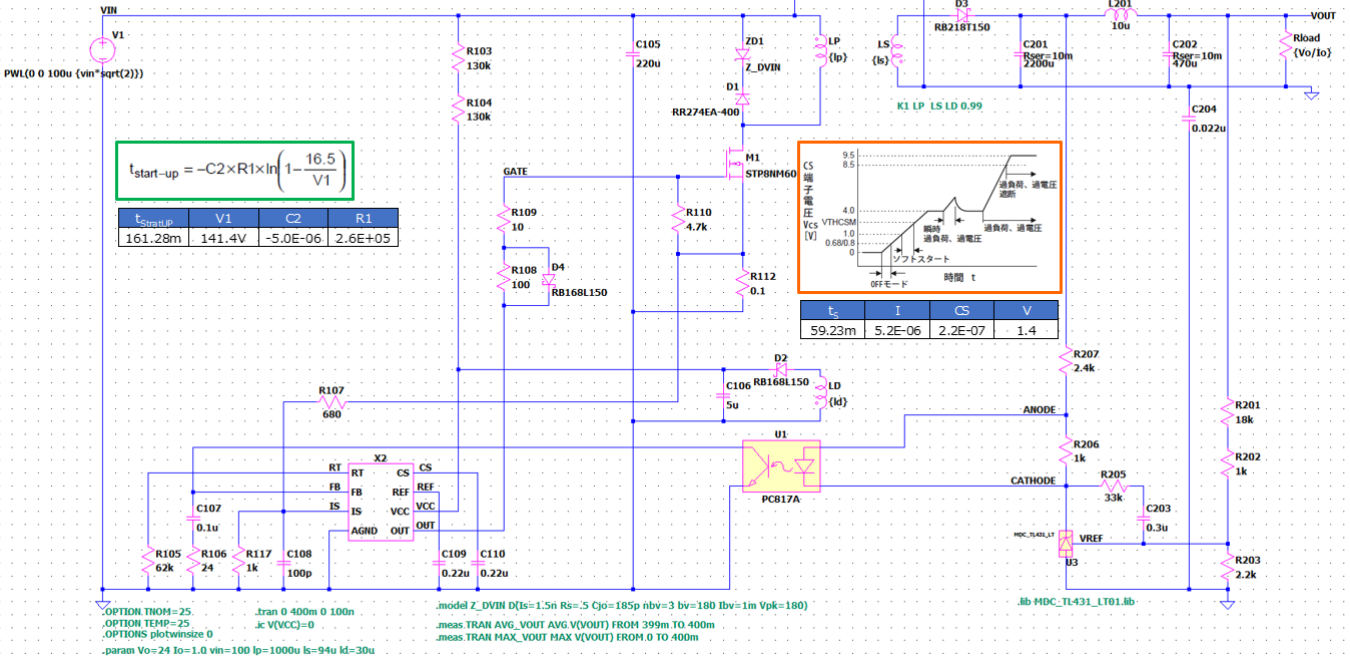 VIN
V1
PWL(0 0 100u {vin*sqrt(2)})
R103
130k
R104
130k
C105
220u
ZD1
Z_DVIN
D1
RR274EA-400
LP
{lp}
LS
{ls}
D3
RB218T150
L201
10u
VOUT
C201
Rser=10m
2200u
C202
Rser=10m
470u
Rload
{Vo/Io}
K1 LP LS LD 0.99
C204
0.022u
t start-up = -C2×R1×ln(1- 16.5 / V1)
tStratUP V1 C2 R1
161.28m 141.4V -5.0E-06 2.6E+05
GATE
M1
STP8NM60
R109
10
R110
4.7k
R108
100
D4
RB168L150
R112
0.1
CS端子電圧 Vcs [V]
9.5
8.5
4.0
VTHCSM
1.0
0.68/0.8
0
過負荷、過電圧
遮断
瞬時
過負荷、過電圧
過負荷、過電圧
ソフトスタート
OFFモード
時間 t
tS I CS V
59.23m 5.2E-06 2.2E-07 1.4
D2
RB168L150
C106
5u
LD
{ld}
R107
680
U1
PC817A
R207
2.4k
ANODE
R206
1k
CATHODE
R205
33k
C203
0.3u
R201
18k
R202
1k
MDC_TL431_LT
VREF
U3
R203
2.2k
X2
RT RT CS CS
FB FB REF REF
IS IS VCC VCC
AGND OUT OUT
C107
0.1u
R105
62k
R106
24
R117
1k
C108
100p
C109
0.22u
C110
0.22u
.OPTION TNOM=25
.OPTION TEMP=25
.OPTIONS plotwinsize 0
.param Vo=24 Io=1.0 vin=100 lp=1000u ls=94u ld=30u
.tran 0 400m 0 100n
.ic V(VCC)=0
.model Z_DVIN D(Is=1.5n Rs=.5 Cjo=185p nbv=3 bv=180 Ibv=1m Vpk=180)
.meas TRAN AVG_VOUT AVG V(VOUT) FROM 399m TO 400m
.meas TRAN MAX_VOUT MAX V(VOUT) FROM 0 TO 400m
.lib MDC_TL431_LT01.lib